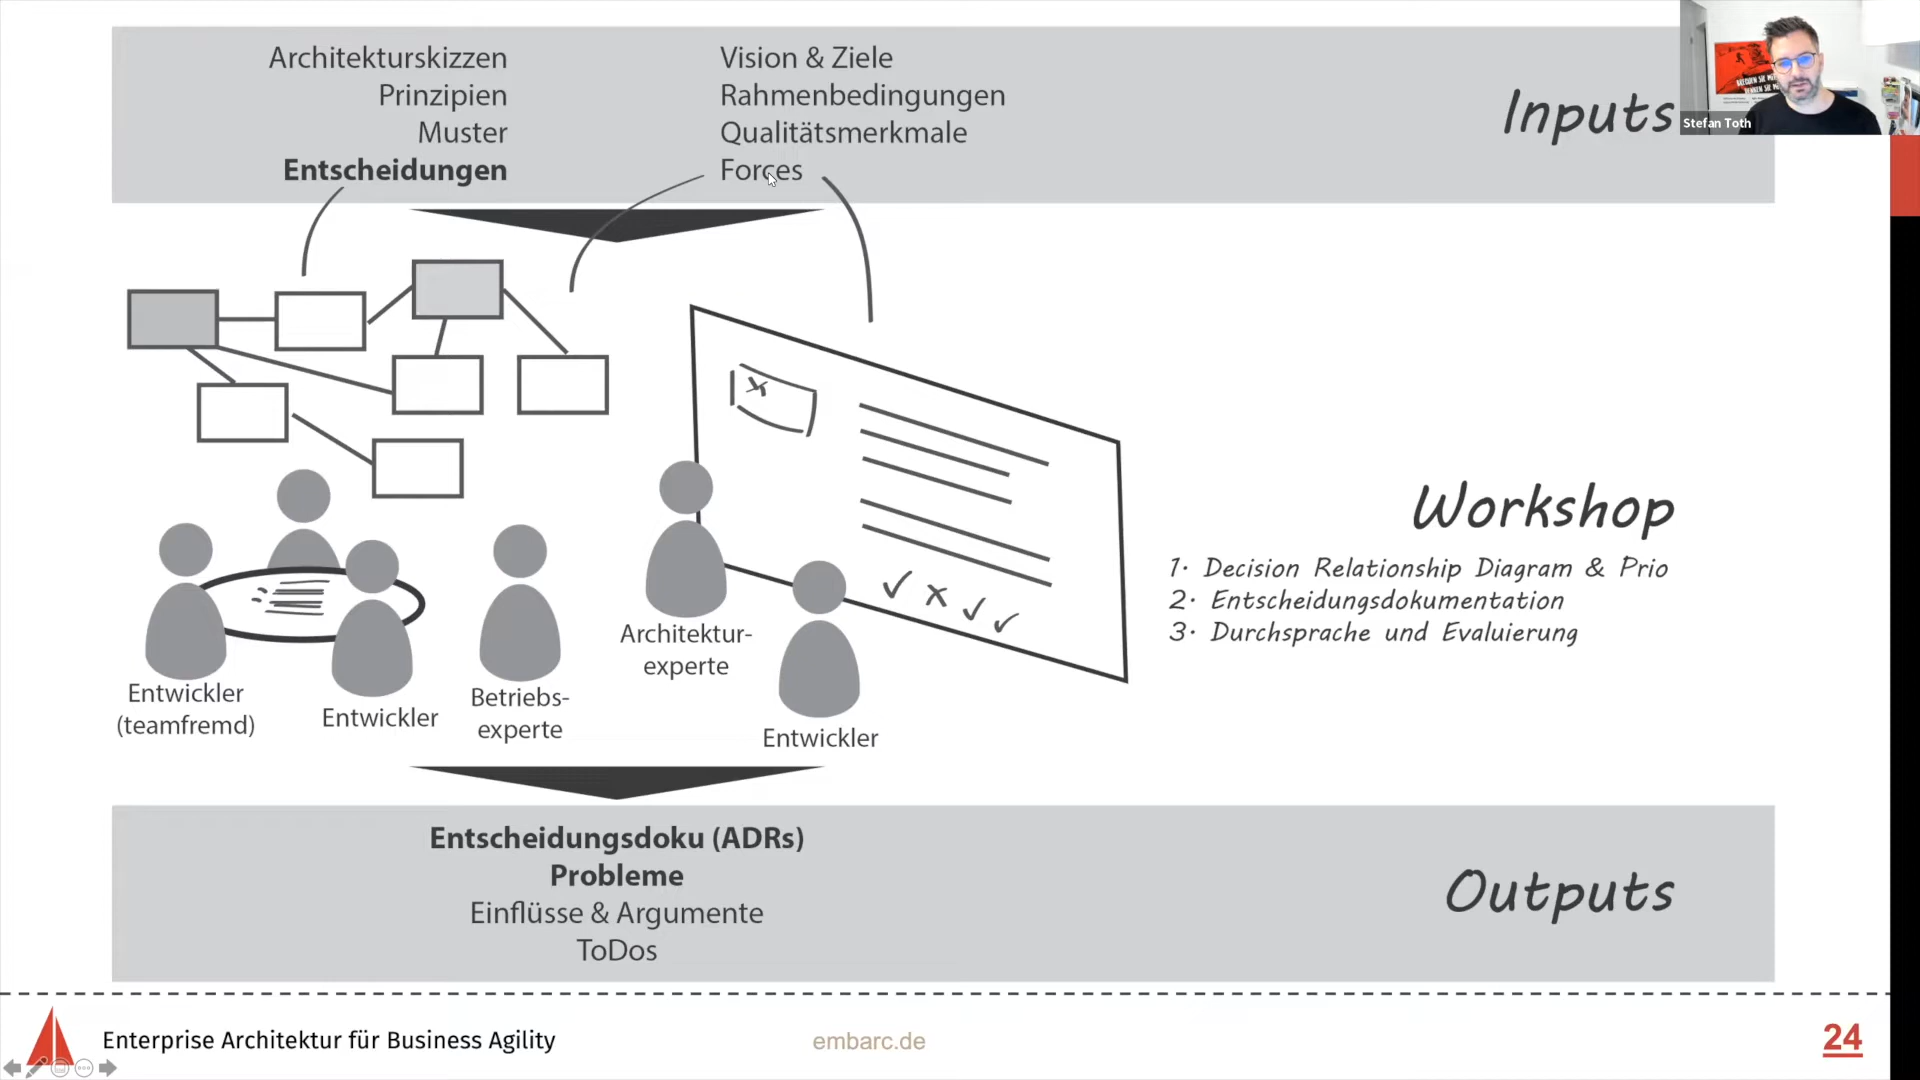 Architekturskizzen
Prinzipien
Muster
Entscheidungen
Vision & Ziele
Rahmenbedingungen
Qualitätsmerkmale
Forces
Inputs
Stefan Toth
Workshop
1. Decision Relationship Diagram & Prio
2. Entscheidungsdokumentation
3. Durchsprache und Evaluierung
Architektur-
experte
Entwickler
(teamfremd)
Entwickler
Betriebs-
experte
Entwickler
Entscheidungsdoku (ADRs)
Probleme
Einflüsse & Argumente
ToDos
Outputs
Enterprise Architektur für Business Agility
embarc.de
24